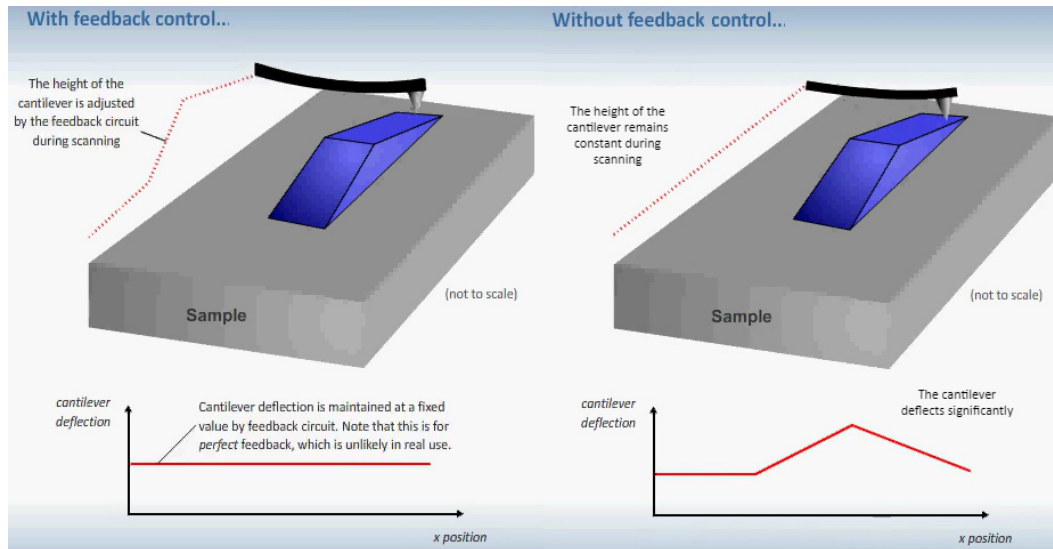 With feedback control...
The height of the
cantilever is adjusted
by the feedback circuit
during scanning
(not to scale)
Sample
cantilever
deflection
Cantilever deflection is maintained at a fixed
value by feedback circuit. Note that this is for
perfect feedback, which is unlikely in real use.
x position
Without feedback control...
The height of the
cantilever remains
constant during
scanning
(not to scale)
Sample
cantilever
deflection
The cantilever
deflects significantly
x position